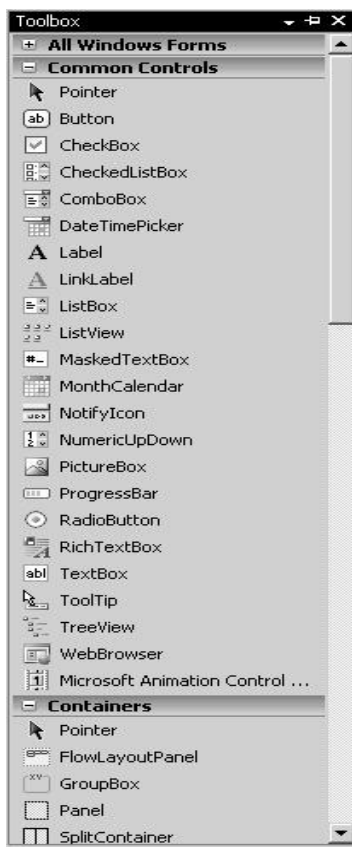 Toolbox
All Windows Forms
Common Controls
Pointer
Button
CheckBox
CheckedListBox
ComboBox
DateTimePicker
Label
LinkLabel
ListBox
ListView
MaskedTextBox
MonthCalendar
NotifyIcon
NumericUpDown
PictureBox
ProgressBar
RadioButton
RichTextBox
TextBox
ToolTip
TreeView
WebBrowser
Microsoft Animation Control ...
Containers
Pointer
FlowLayoutPanel
GroupBox
Panel
SplitContainer